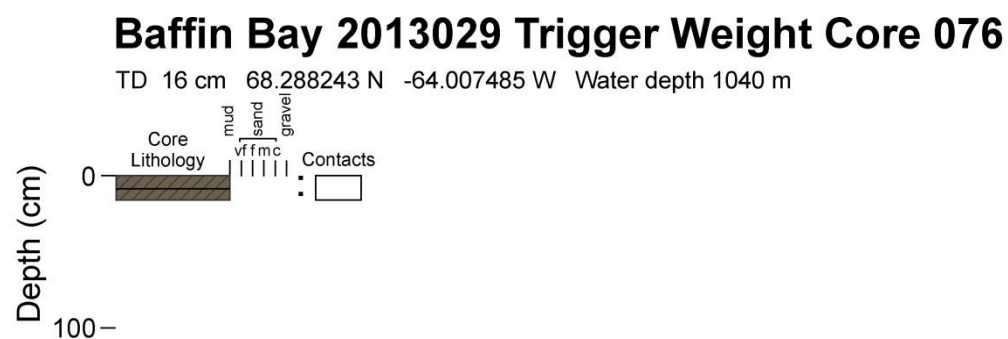 Baffin Bay 2013029 Trigger Weight Core 076
TD 16 cm 68.288243 N -64.007485 W Water depth 1040 m
mud
sand
gravel
Core
Lithology
vf f m c
Contacts
0
Depth (cm)
100